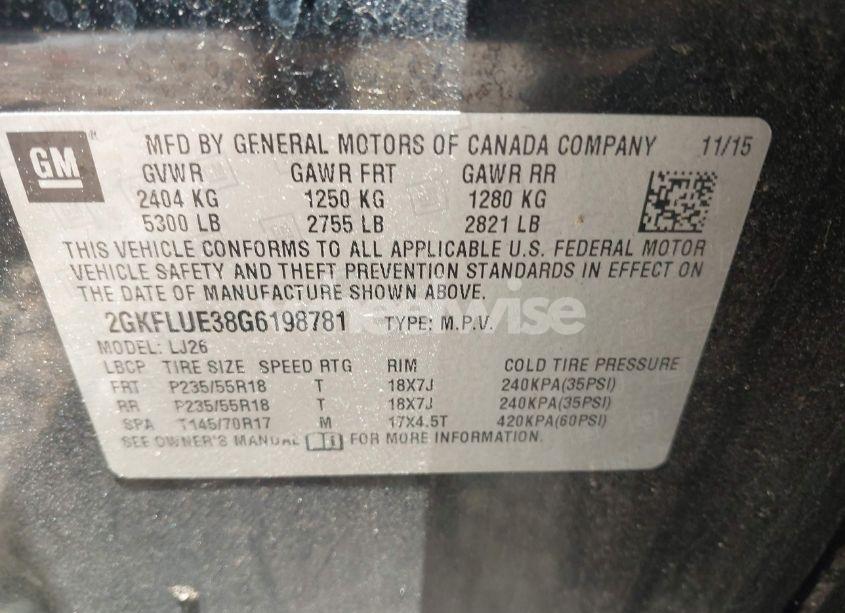 GM
MFD BY GENERAL MOTORS OF CANADA COMPANY 11/15
GVWR GAWR FRT GAWR RR
2404 KG 1250 KG 1280 KG
5300 LB 2755 LB 2821 LB
THIS VEHICLE CONFORMS TO ALL APPLICABLE U.S. FEDERAL MOTOR
VEHICLE SAFETY AND THEFT PREVENTION STANDARDS IN EFFECT ON
THE DATE OF MANUFACTURE SHOWN ABOVE.
2GKFLUE38G6198781 TYPE: M.P.V.
MODEL: LJ26
LBCP TIRE SIZE SPEED RTG RIM COLD TIRE PRESSURE
FRT P235/55R18 T 18X7J 240KPA(35PSI)
RR P235/55R18 T 18X7J 240KPA(35PSI)
SPA T145/70R17 M 17X4.5T 420KPA(60PSI)
SEE OWNER'S MANUAL FOR MORE INFORMATION.